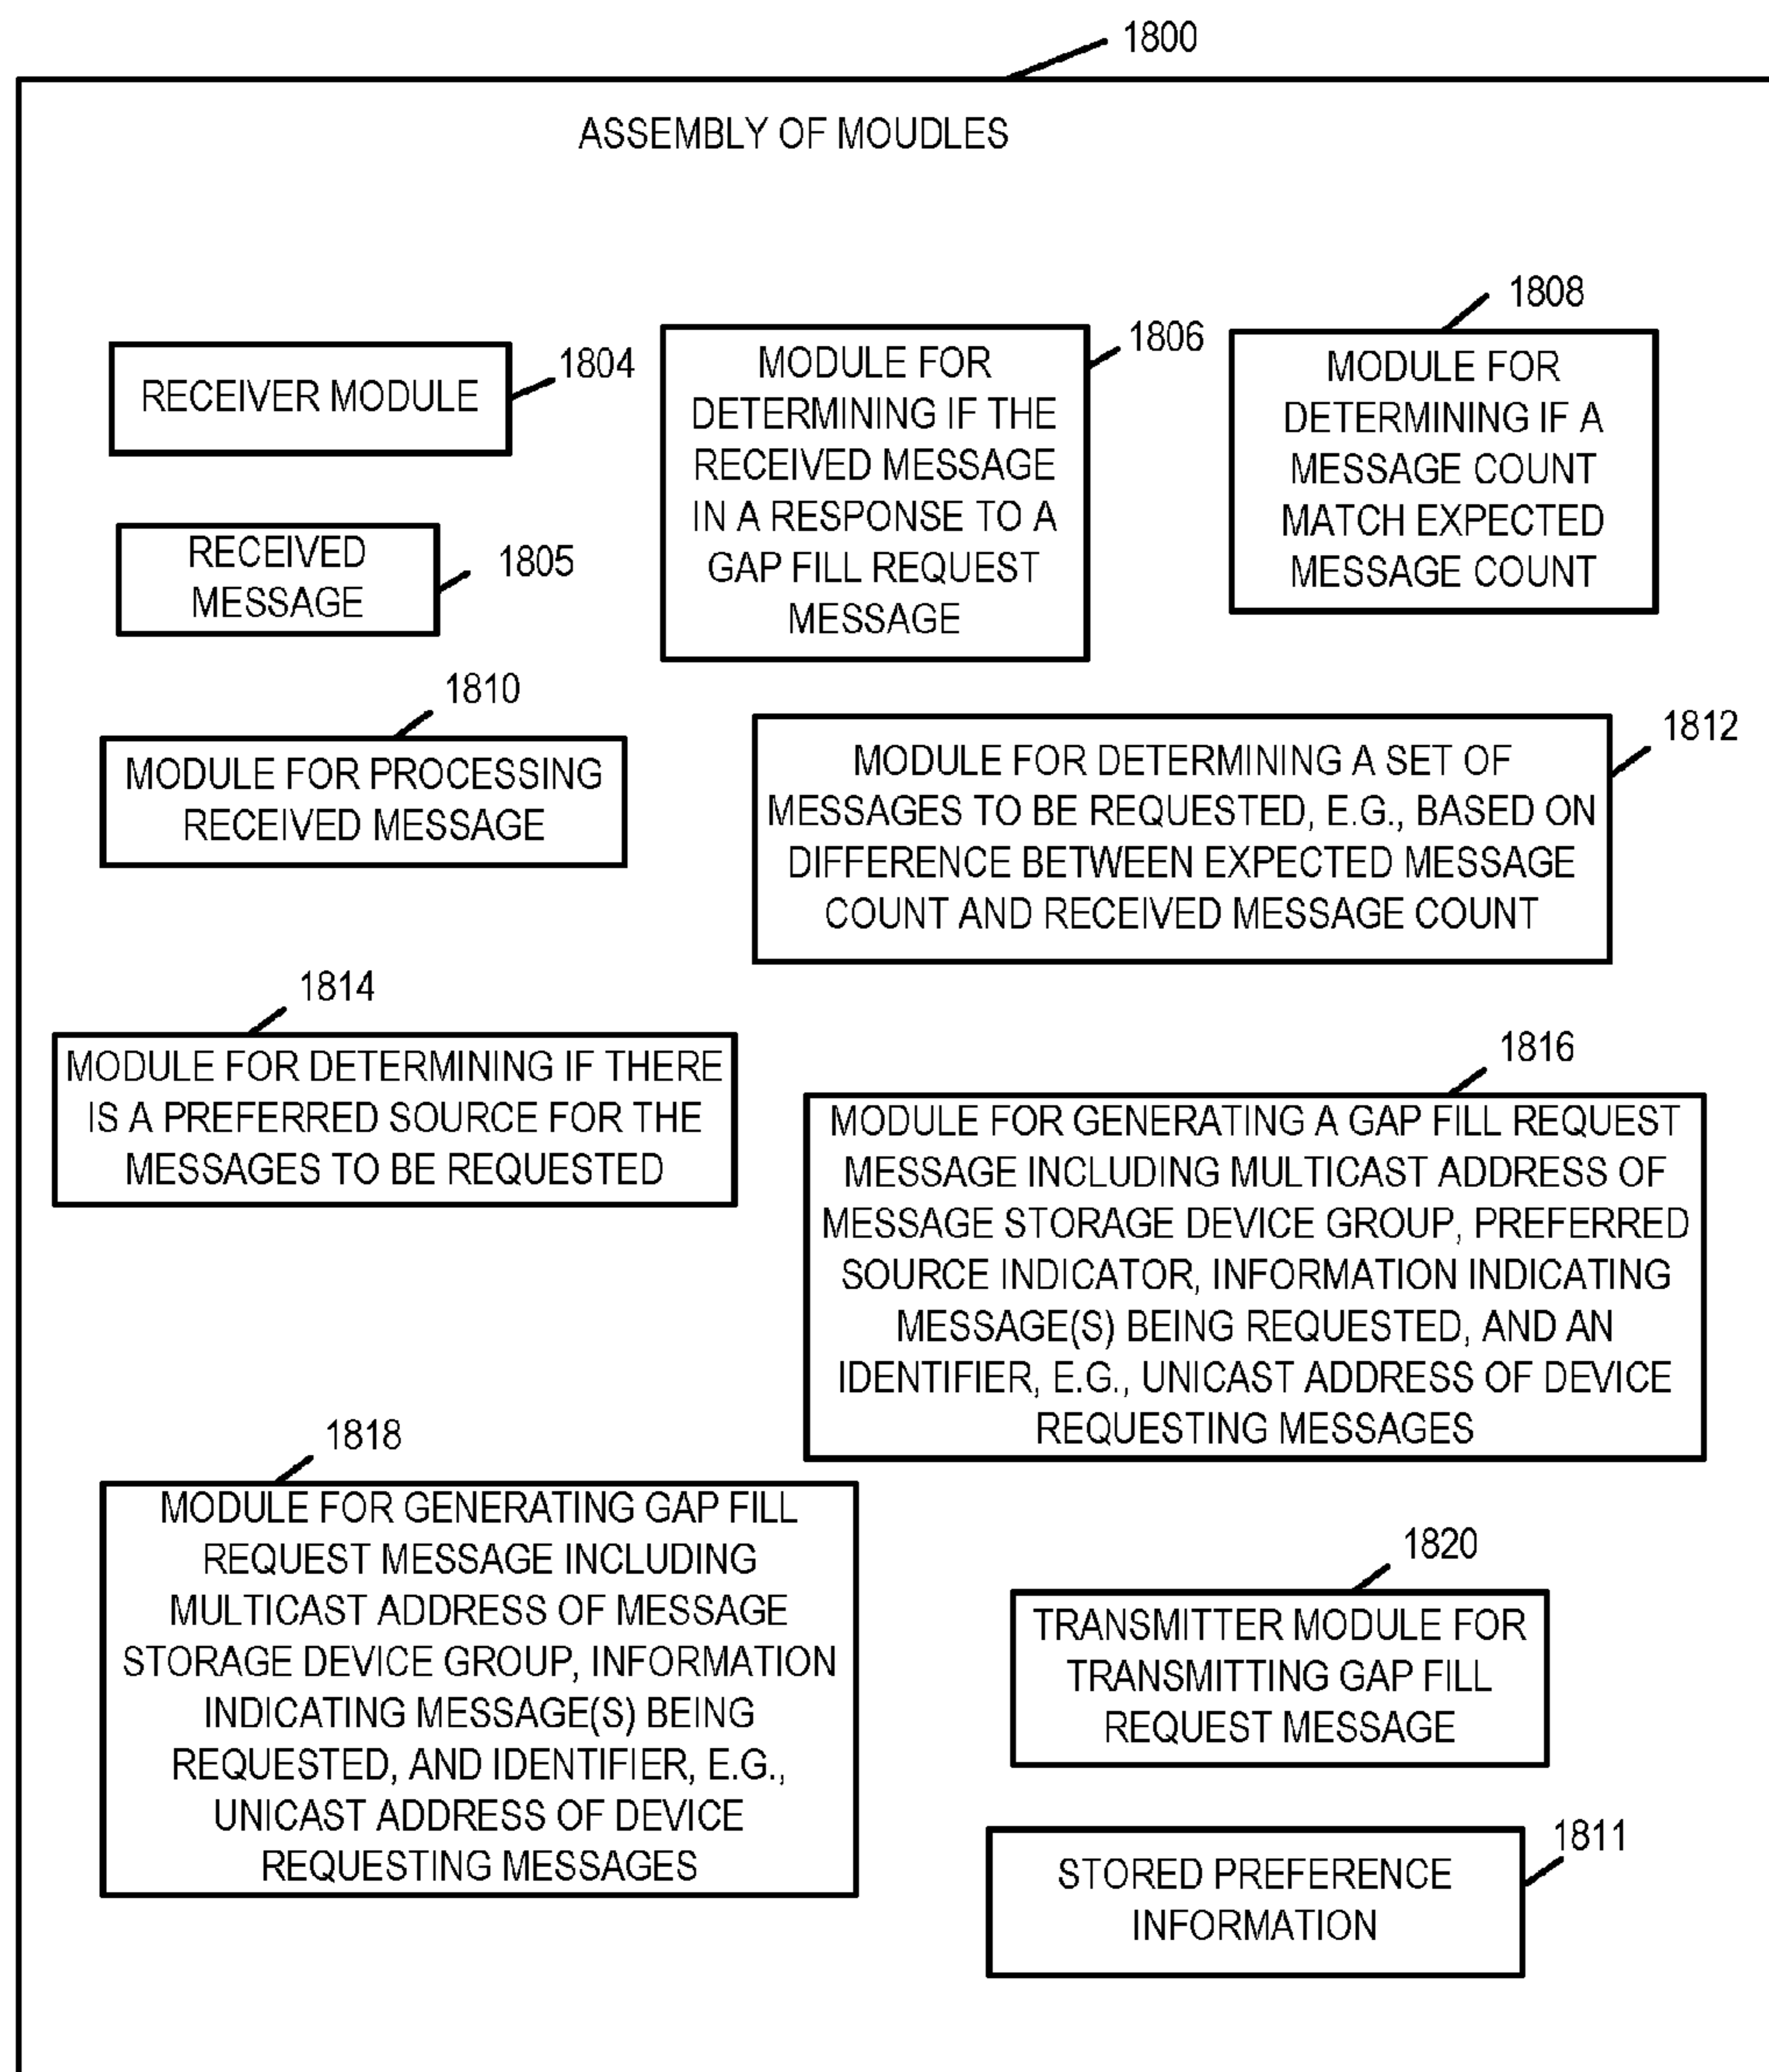 1800
ASSEMBLY OF MOUDLES
RECEIVER MODULE
1804
MODULE FOR
DETERMINING IF THE
RECEIVED MESSAGE
IN A RESPONSE TO A
GAP FILL REQUEST
MESSAGE
1806
1808
MODULE FOR
DETERMINING IF A
MESSAGE COUNT
MATCH EXPECTED
MESSAGE COUNT
RECEIVED
MESSAGE
1805
1810
MODULE FOR PROCESSING
RECEIVED MESSAGE
1812
MODULE FOR DETERMINING A SET OF
MESSAGES TO BE REQUESTED, E.G., BASED ON
DIFFERENCE BETWEEN EXPECTED MESSAGE
COUNT AND RECEIVED MESSAGE COUNT
1814
MODULE FOR DETERMINING IF THERE
IS A PREFERRED SOURCE FOR THE
MESSAGES TO BE REQUESTED
1816
MODULE FOR GENERATING A GAP FILL REQUEST
MESSAGE INCLUDING MULTICAST ADDRESS OF
MESSAGE STORAGE DEVICE GROUP, PREFERRED
SOURCE INDICATOR, INFORMATION INDICATING
MESSAGE(S) BEING REQUESTED, AND AN
IDENTIFIER, E.G., UNICAST ADDRESS OF DEVICE
REQUESTING MESSAGES
1818
MODULE FOR GENERATING GAP FILL
REQUEST MESSAGE INCLUDING
MULTICAST ADDRESS OF MESSAGE
STORAGE DEVICE GROUP, INFORMATION
INDICATING MESSAGE(S) BEING
REQUESTED, AND IDENTIFIER, E.G.,
UNICAST ADDRESS OF DEVICE
REQUESTING MESSAGES
1820
TRANSMITTER MODULE FOR
TRANSMITTING GAP FILL
REQUEST MESSAGE
1811
STORED PREFERENCE
INFORMATION